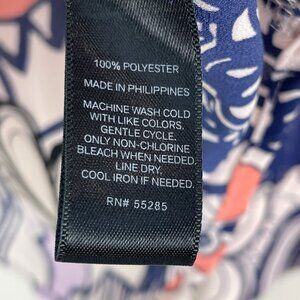 100% POLYESTER
MADE IN PHILIPPINES
MACHINE WASH COLD
WITH LIKE COLORS,
GENTLE CYCLE.
ONLY NON-CHLORINE
BLEACH WHEN NEEDED.
LINE DRY.
COOL IRON IF NEEDED.
RN# 55285